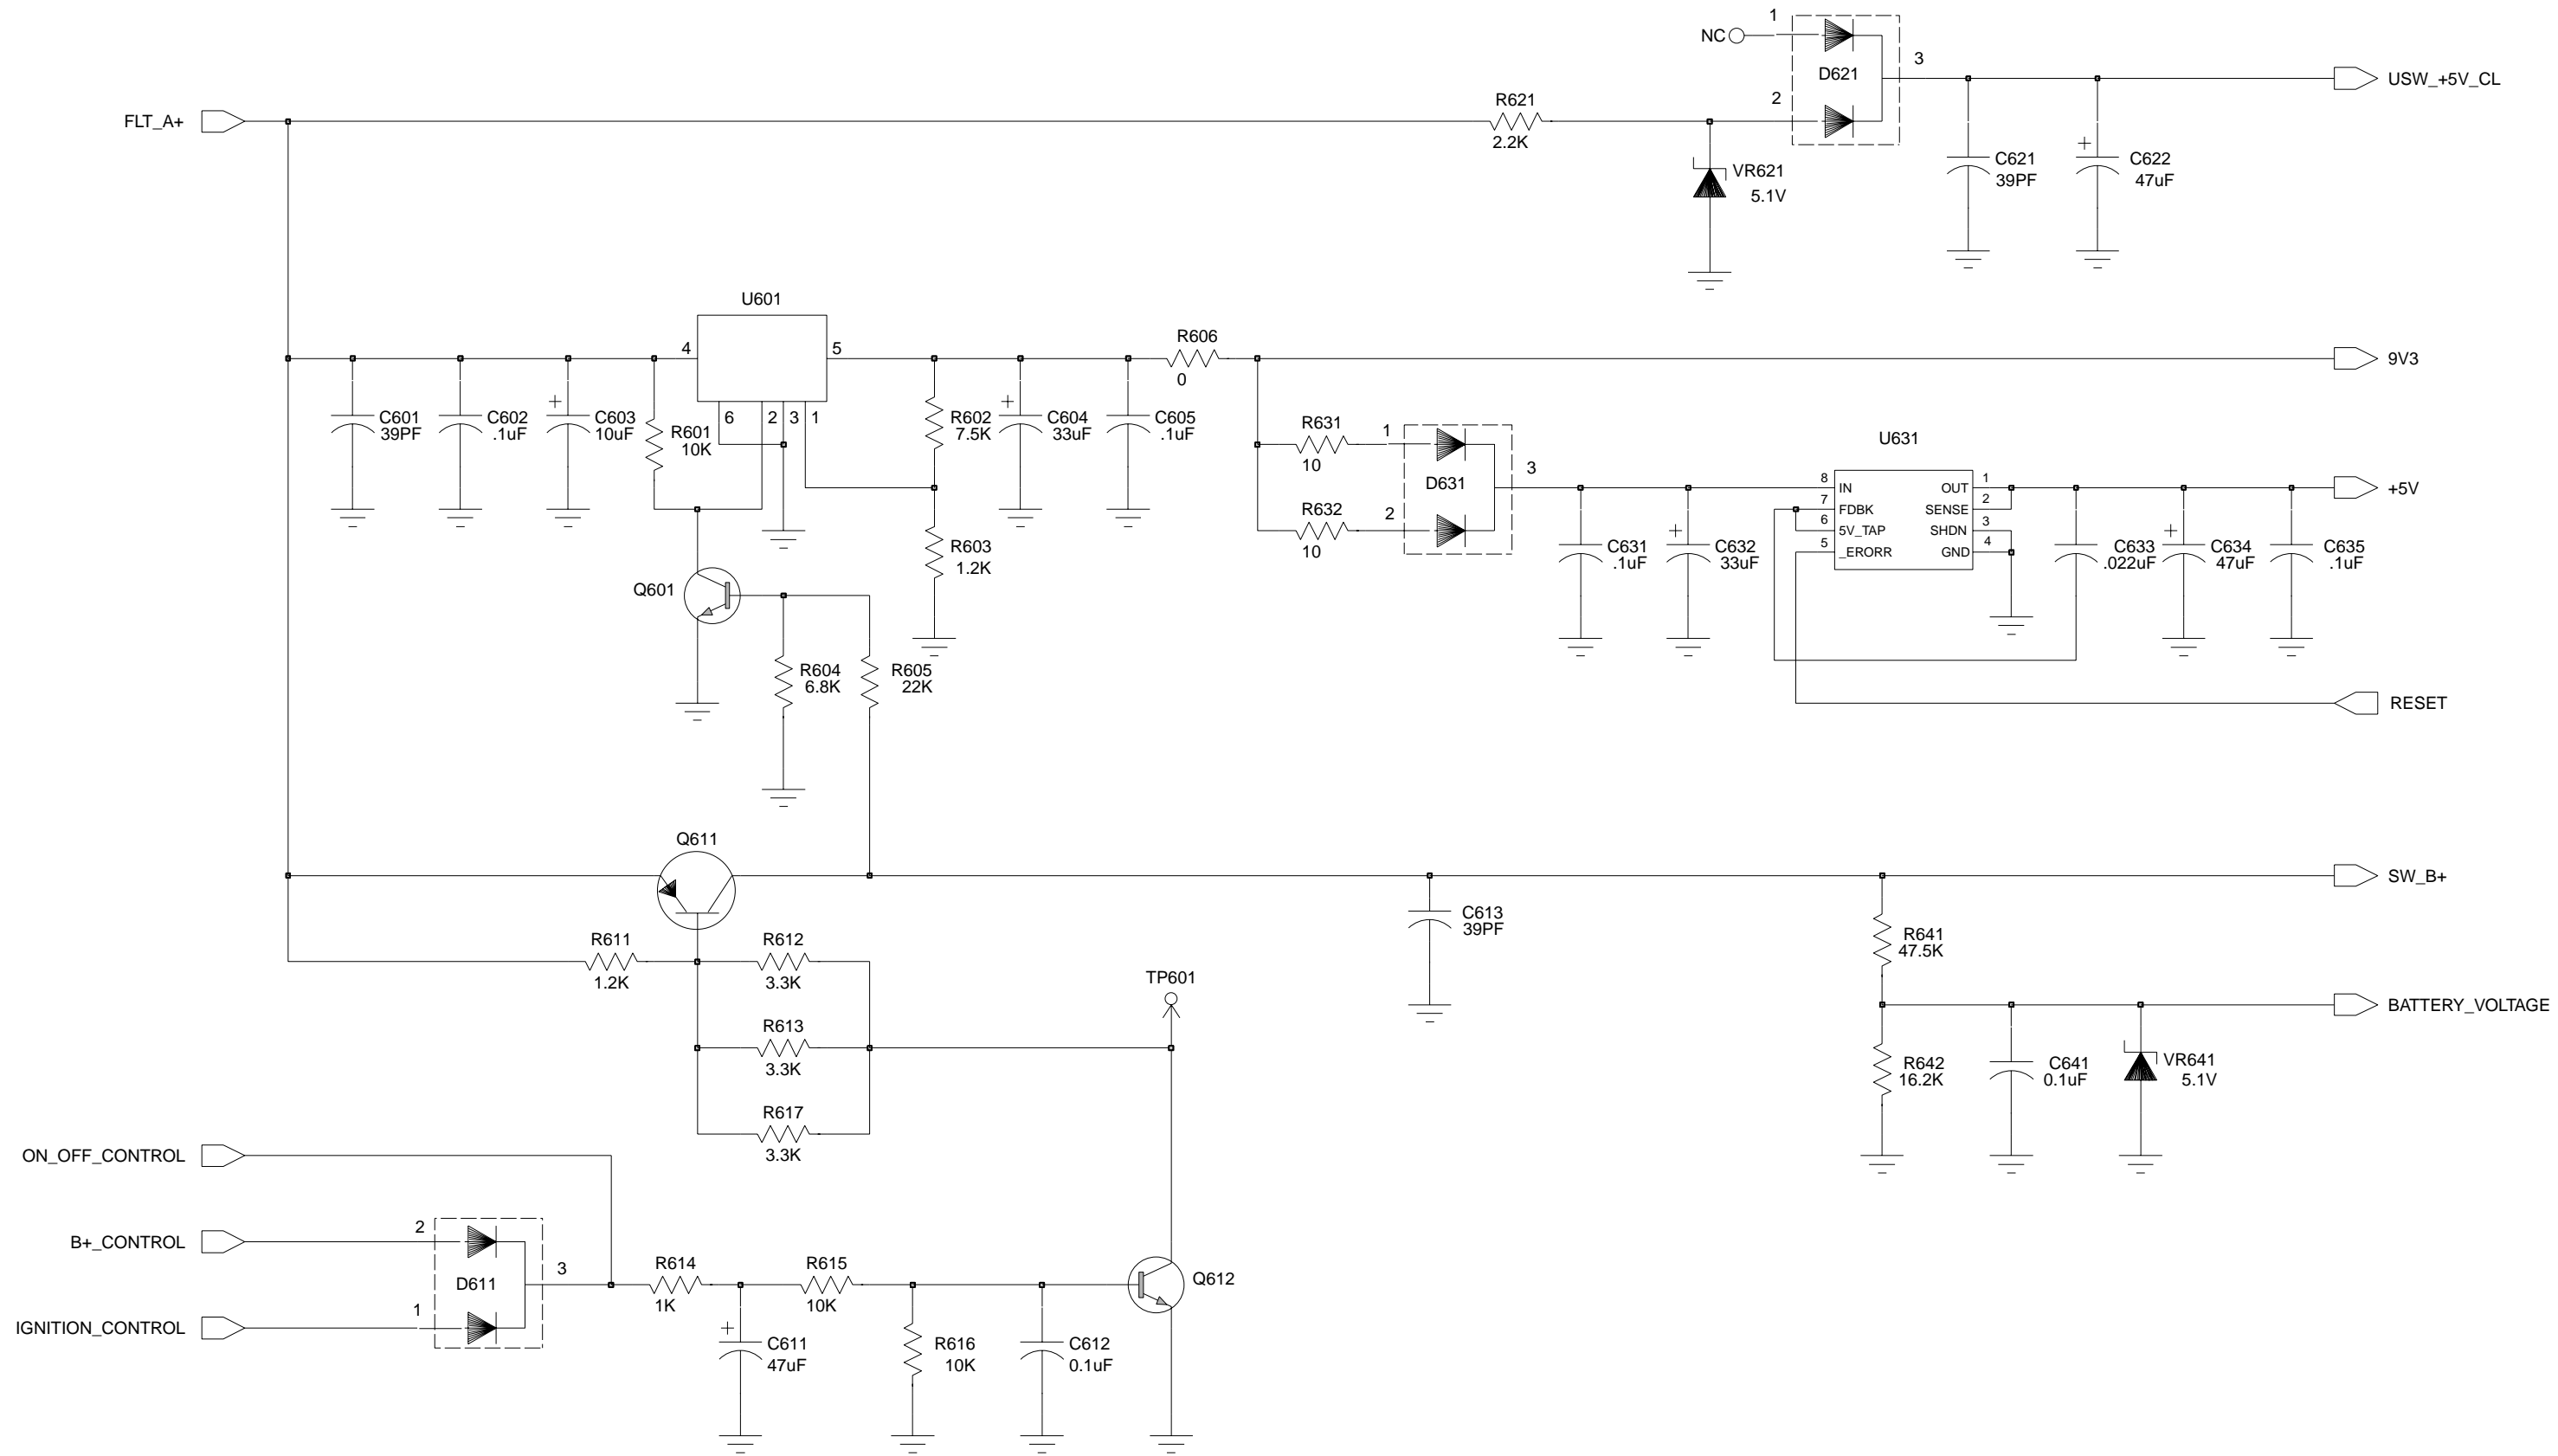 1
NC
D621
3
USW_+5V_CL
2
R621
2.2K
FLT_A+
VR621
5.1V
C621
39PF
+
C622
47uF
U601
4
5
6
2
3
1
R606
0
9V3
C601
39PF
C602
.1uF
+
C603
10uF
R601
10K
R602
7.5K
+
C604
33uF
C605
.1uF
R631
10
1
D631
3
R632
10
2
U631
8
IN
OUT
1
7
FDBK
SENSE
2
6
5V_TAP
SHDN
3
5
_ERORR
GND
4
+5V
R603
1.2K
C631
.1uF
+
C632
33uF
C633
.022uF
+
C634
47uF
C635
.1uF
Q601
R604
6.8K
R605
22K
RESET
Q611
SW_B+
C613
39PF
R641
47.5K
R611
1.2K
R612
3.3K
TP601
BATTERY_VOLTAGE
R613
3.3K
R642
16.2K
C641
0.1uF
VR641
5.1V
R617
3.3K
ON_OFF_CONTROL
B+_CONTROL
2
D611
3
IGNITION_CONTROL
1
R614
1K
R615
10K
Q612
+
C611
47uF
R616
10K
C612
0.1uF